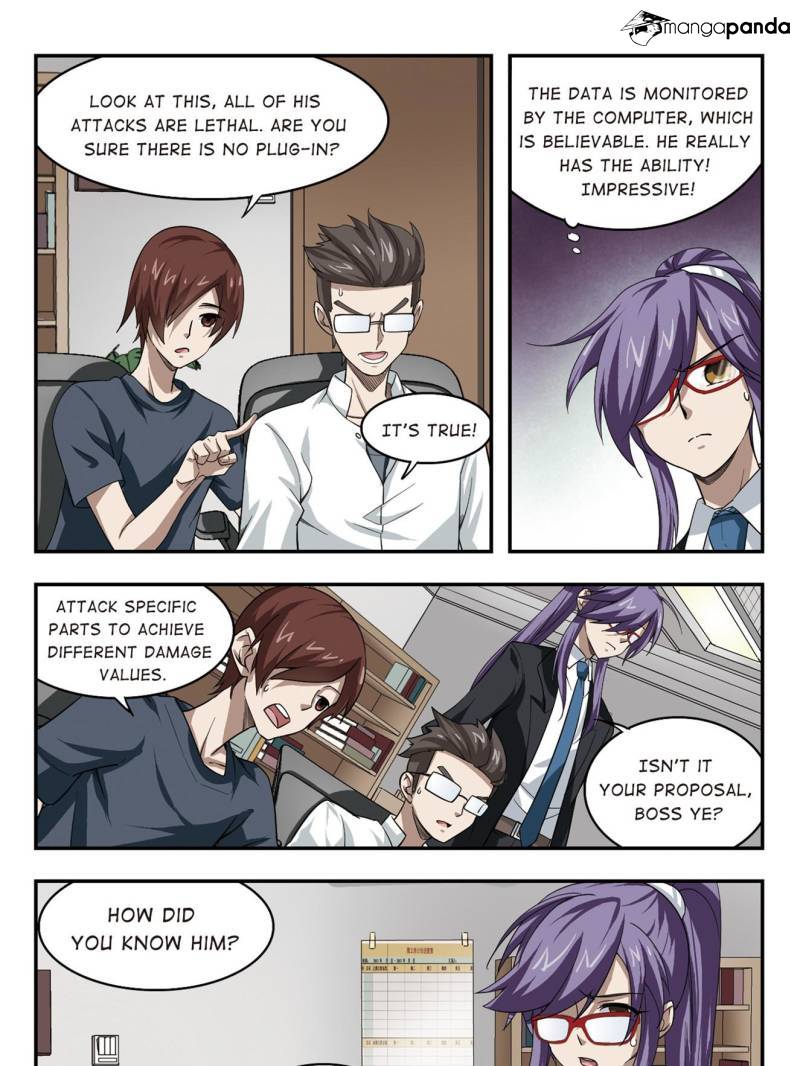 mangapanda
LOOK AT THIS, ALL OF HIS
ATTACKS ARE LETHAL. ARE YOU
SURE THERE IS NO PLUG-IN?
IT'S TRUE!
THE DATA IS MONITORED
BY THE COMPUTER, WHICH
IS BELIEVABLE. HE REALLY
HAS THE ABILITY!
IMPRESSIVE!
ATTACK SPECIFIC
PARTS TO ACHIEVE
DIFFERENT DAMAGE
VALUES.
ISN'T IT
YOUR PROPOSAL,
BOSS YE?
HOW DID
YOU KNOW HIM?